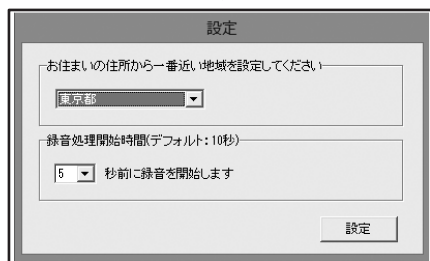 設定
お住まいの住所から一番近い地域を設定してください
東京都
録音処理開始時間(デフォルト:10秒)
5 秒前に録音を開始します
設定